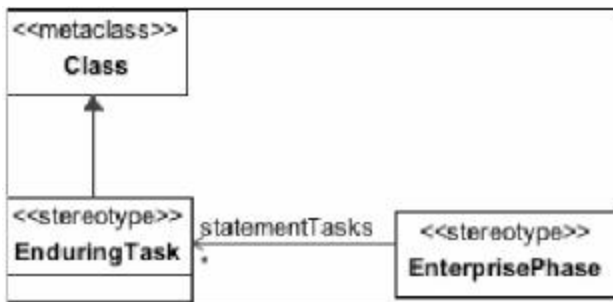 <<metaclass>>
Class
<<stereotype>>
EnduringTask
statementTasks
*
<<stereotype>>
EnterprisePhase